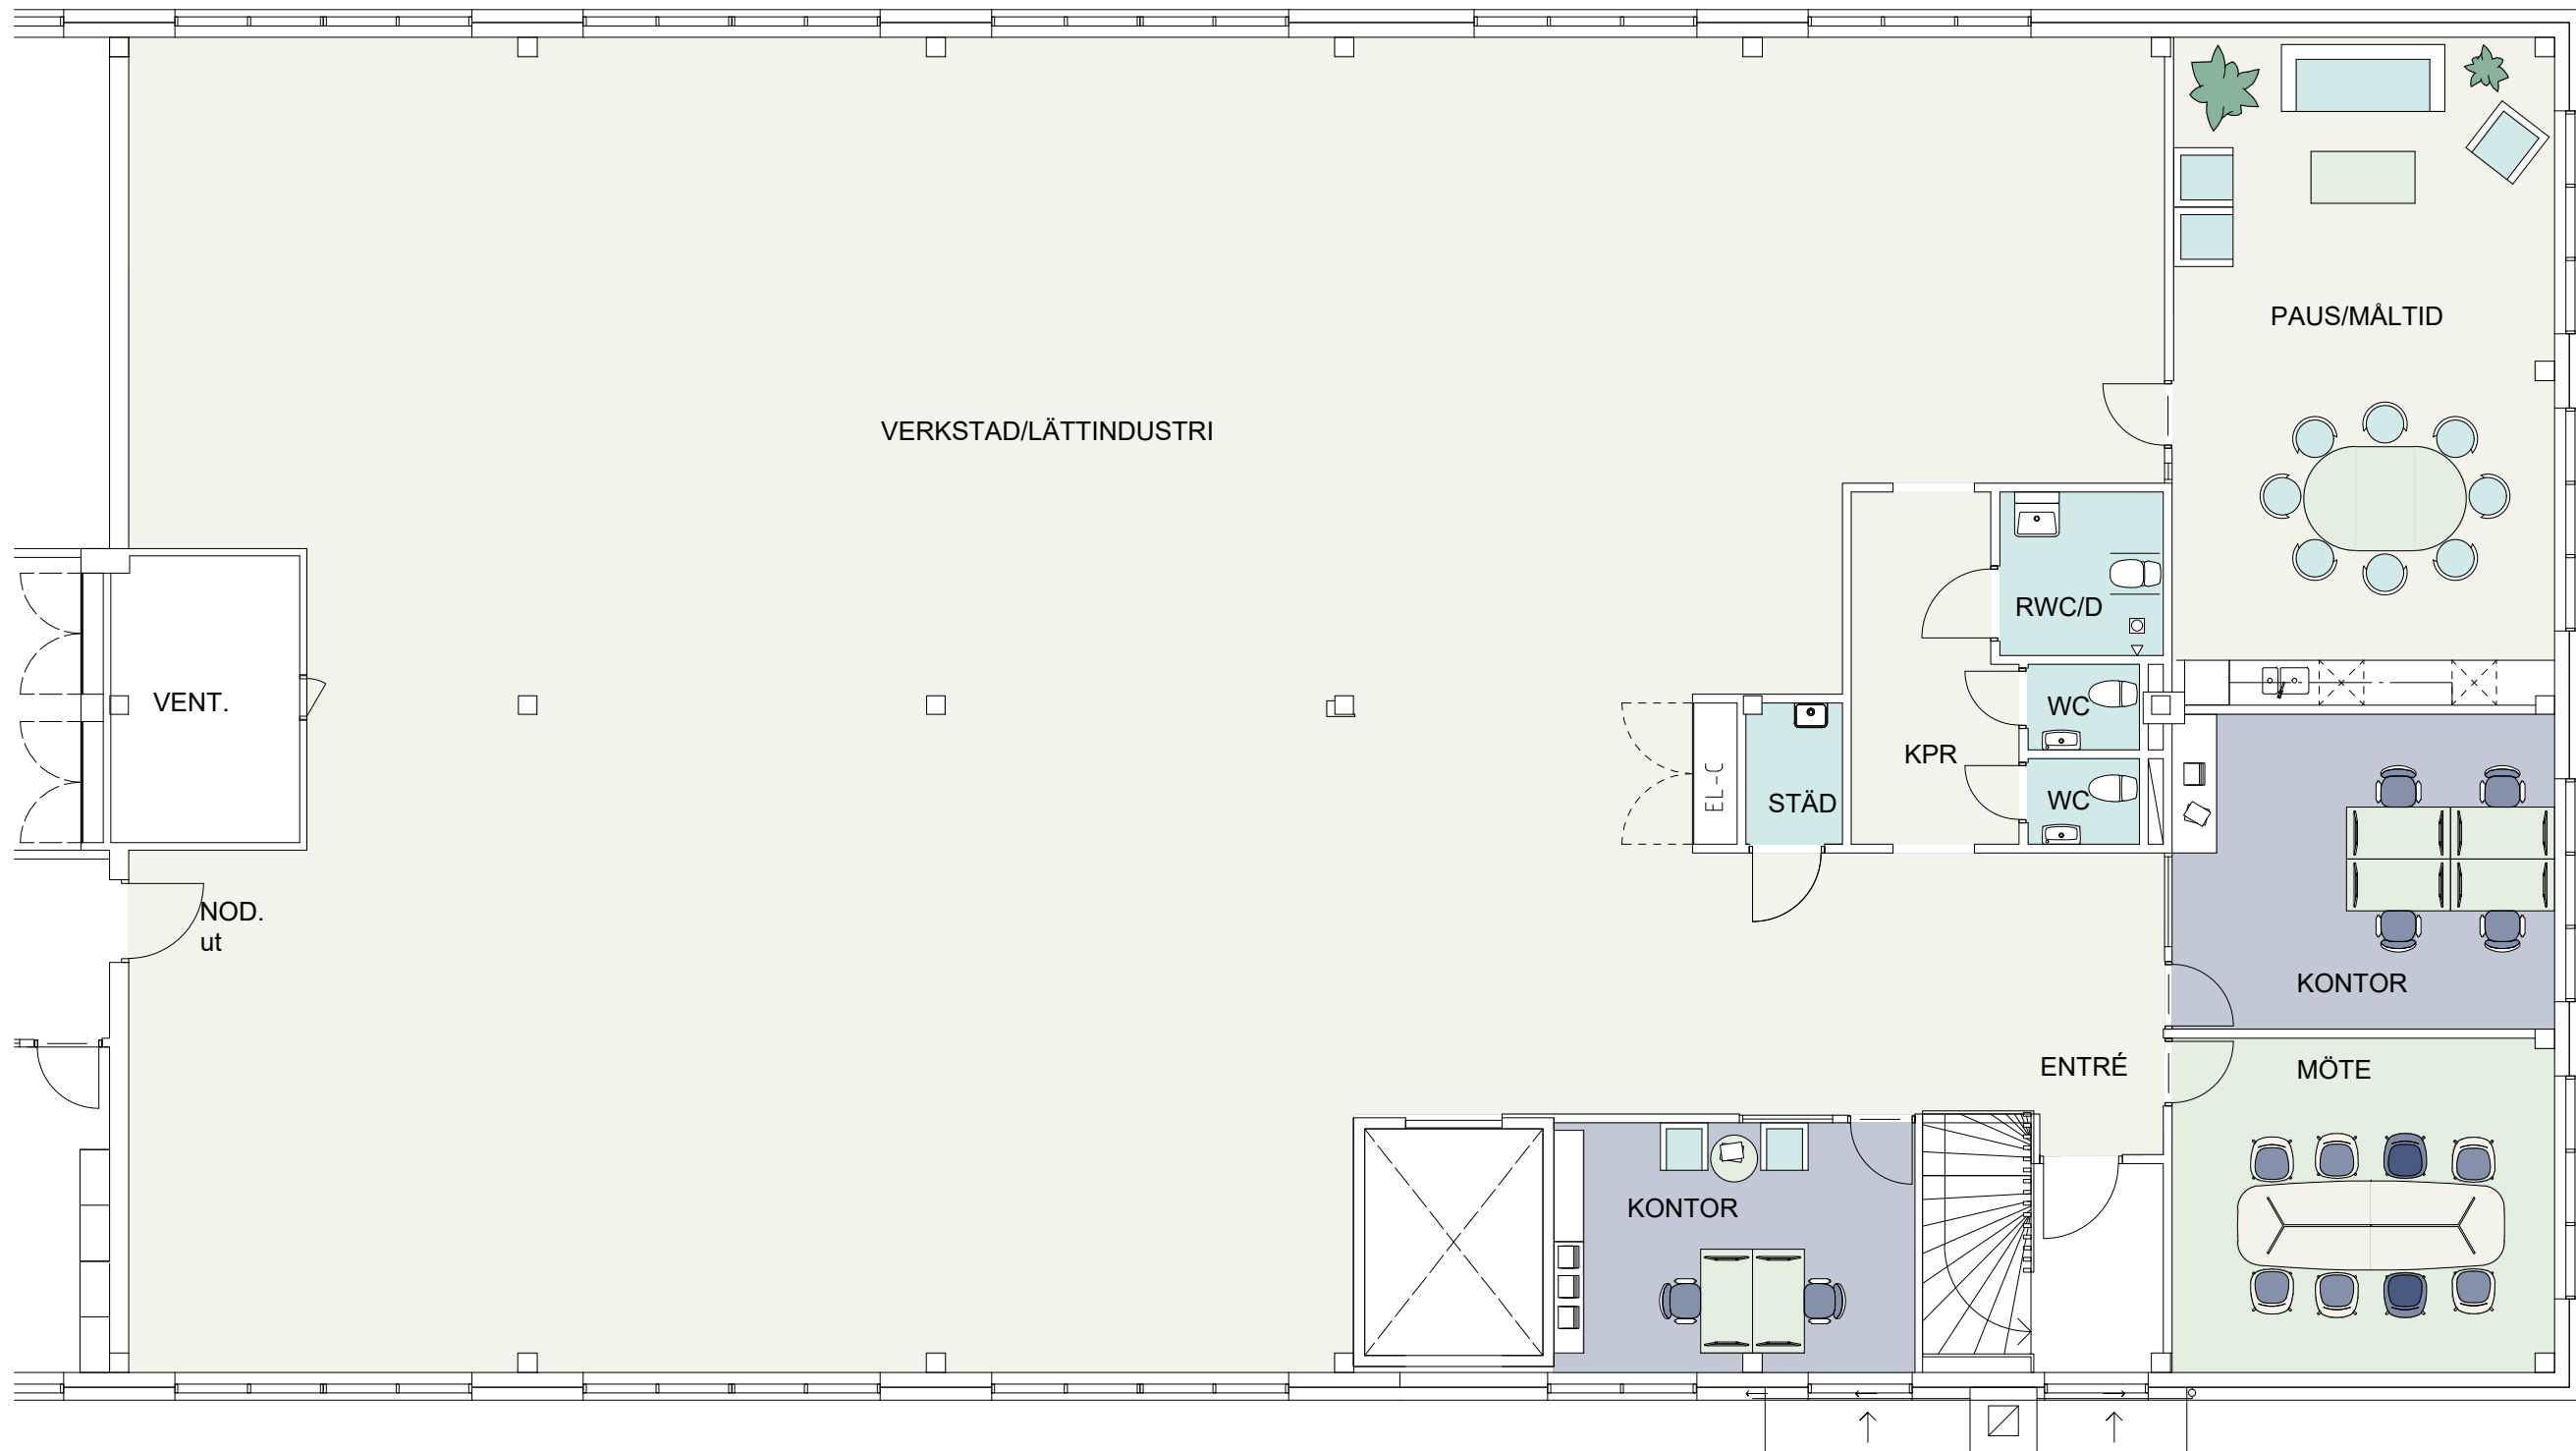 PAUS/MÅLTID
VERKSTAD/LÄTTINDUSTRI
RWC/D
VENT.
WC
KPR
EL-C
STÄD
WC
NOD.
ut
KONTOR
ENTRÉ
MÖTE
KONTOR